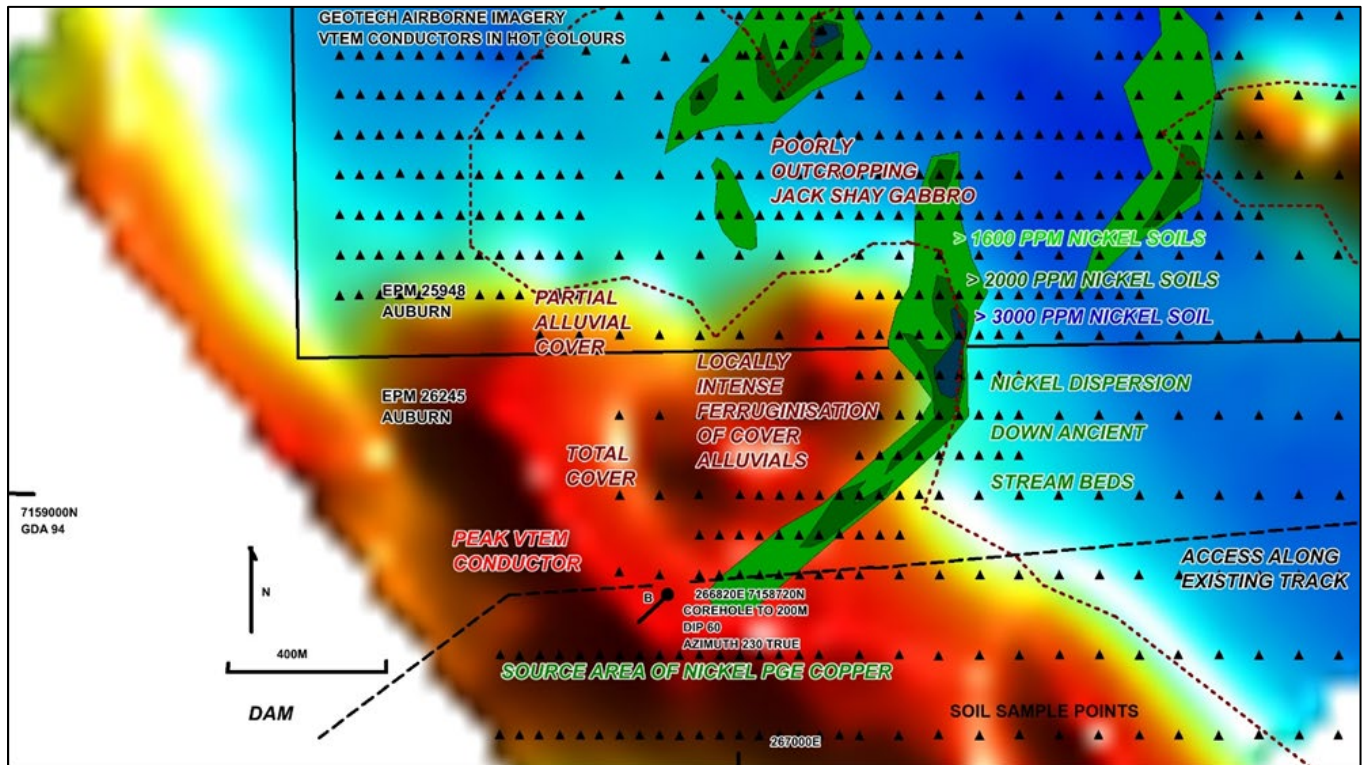 GEOTECH AIRBORNE IMAGERY
VTEM CONDUCTORS IN HOT COLOURS
POORLY
OUTCROPPING
JACK SHAY GABBRO
> 1600 PPM NICKEL SOILS
> 2000 PPM NICKEL SOILS
> 3000 PPM NICKEL SOIL
EPM 25948
AUBURN
PARTIAL
ALLUVIAL
COVER
EPM 26245
AUBURN
LOCALLY
INTENSE
FERRUGINISATION
OF COVER
ALLUVIALS
NICKEL DISPERSION
DOWN ANCIENT
STREAM BEDS
TOTAL
COVER
7159000N
GDA 94
PEAK VTEM
CONDUCTOR
ACCESS ALONG
EXISTING TRACK
N
B
266820E 7158720N
COREHOLE TO 200M
DIP 60
AZIMUTH 230 TRUE
400M
SOURCE AREA OF NICKEL PGE COPPER
DAM
SOIL SAMPLE POINTS
267000E